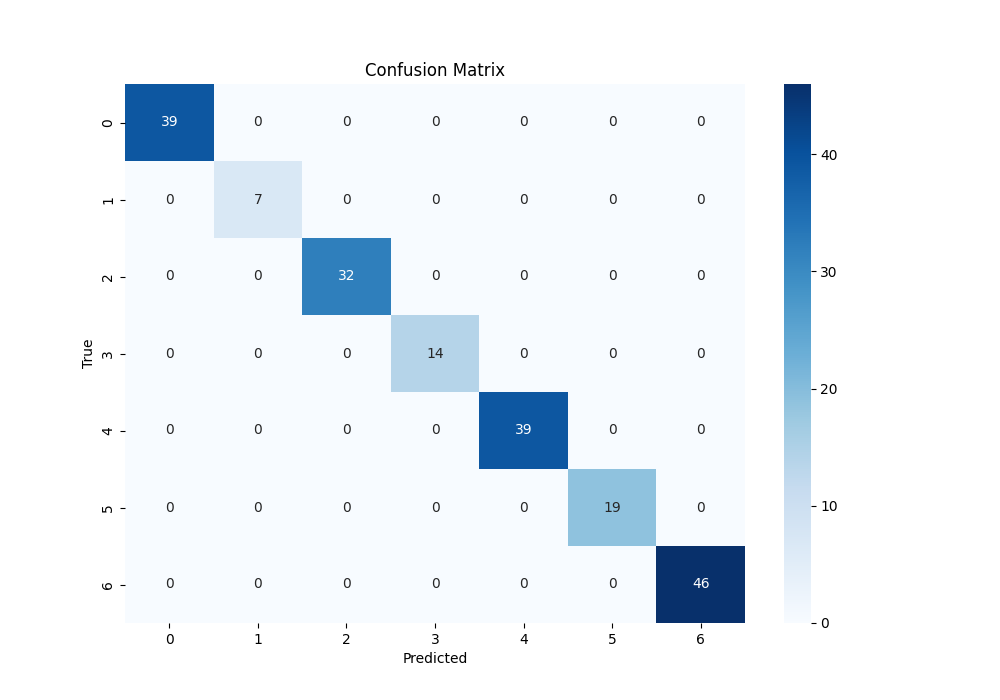 Confusion Matrix
0 39 0 0 0 0 0 0
1 0 7 0 0 0 0 0
2 0 0 32 0 0 0 0
3 0 0 0 14 0 0 0
4 0 0 0 0 39 0 0
5 0 0 0 0 0 19 0
6 0 0 0 0 0 0 46
0 1 2 3 4 5 6
Predicted
True
40
30
20
10
0